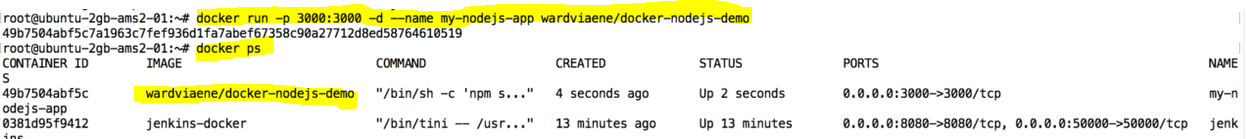 [root@ubuntu-2gb-ams2-01:~# docker run -p 3000:3000 -d --name my-nodejs-app wardviaene/docker-nodejs-demo ]
49b7504abf5c7a1963c7fef936d1fa7abef67358c90a27712d8ed58764610519
[root@ubuntu-2gb-ams2-01:~# docker ps ]
CONTAINER ID IMAGE COMMAND CREATED STATUS PORTS NAME
S
49b7504abf5c wardviaene/docker-nodejs-demo "/bin/sh -c 'npm s..." 4 seconds ago Up 2 seconds 0.0.0.0:3000->3000/tcp my-n
odejs-app
0381d95f9412 jenkins-docker "/bin/tini -- /usr..." 13 minutes ago Up 13 minutes 0.0.0.0:8080->8080/tcp, 0.0.0.0:50000->50000/tcp jenk
ins